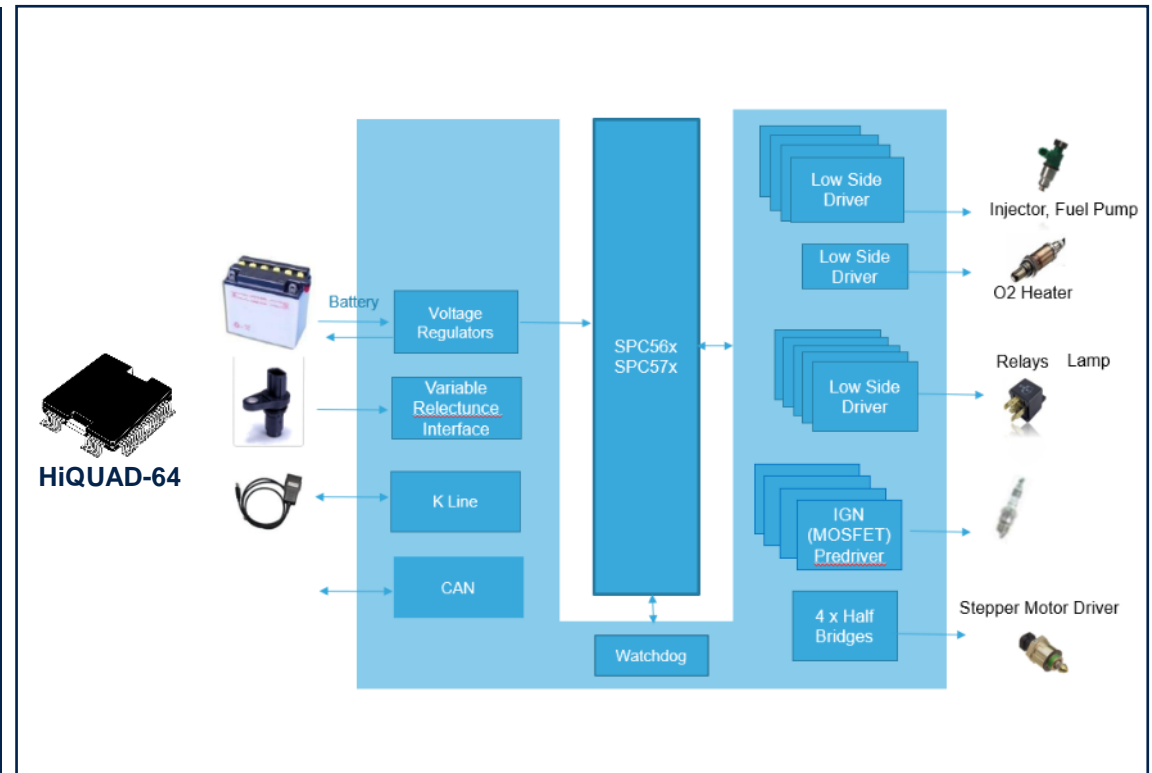 HiQUAD-64
Battery
Voltage
Regulators
Variable
Relectunce
Interface
K Line
CAN
SPC56x
SPC57x
Watchdog
Low Side
Driver
Injector, Fuel Pump
Low Side
Driver
O2 Heater
Low Side
Driver
Relays Lamp
IGN
(MOSFET)
Predriver
4 x Half
Bridges
Stepper Motor Driver